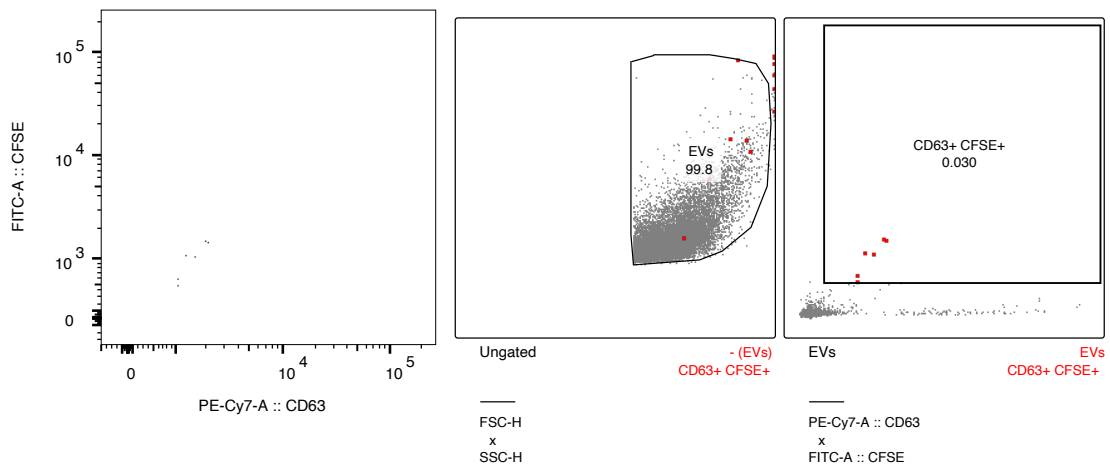 FITC-A :: CFSE
10^5
10^4
10^3
0
0
10^4
10^5
PE-Cy7-A :: CD63
EVs
99.8
Ungated
- (EVs)
CD63+ CFSE+
FSC-H
x
SSC-H
CD63+ CFSE+
0.030
EVs
EVs
CD63+ CFSE+
PE-Cy7-A :: CD63
x
FITC-A :: CFSE